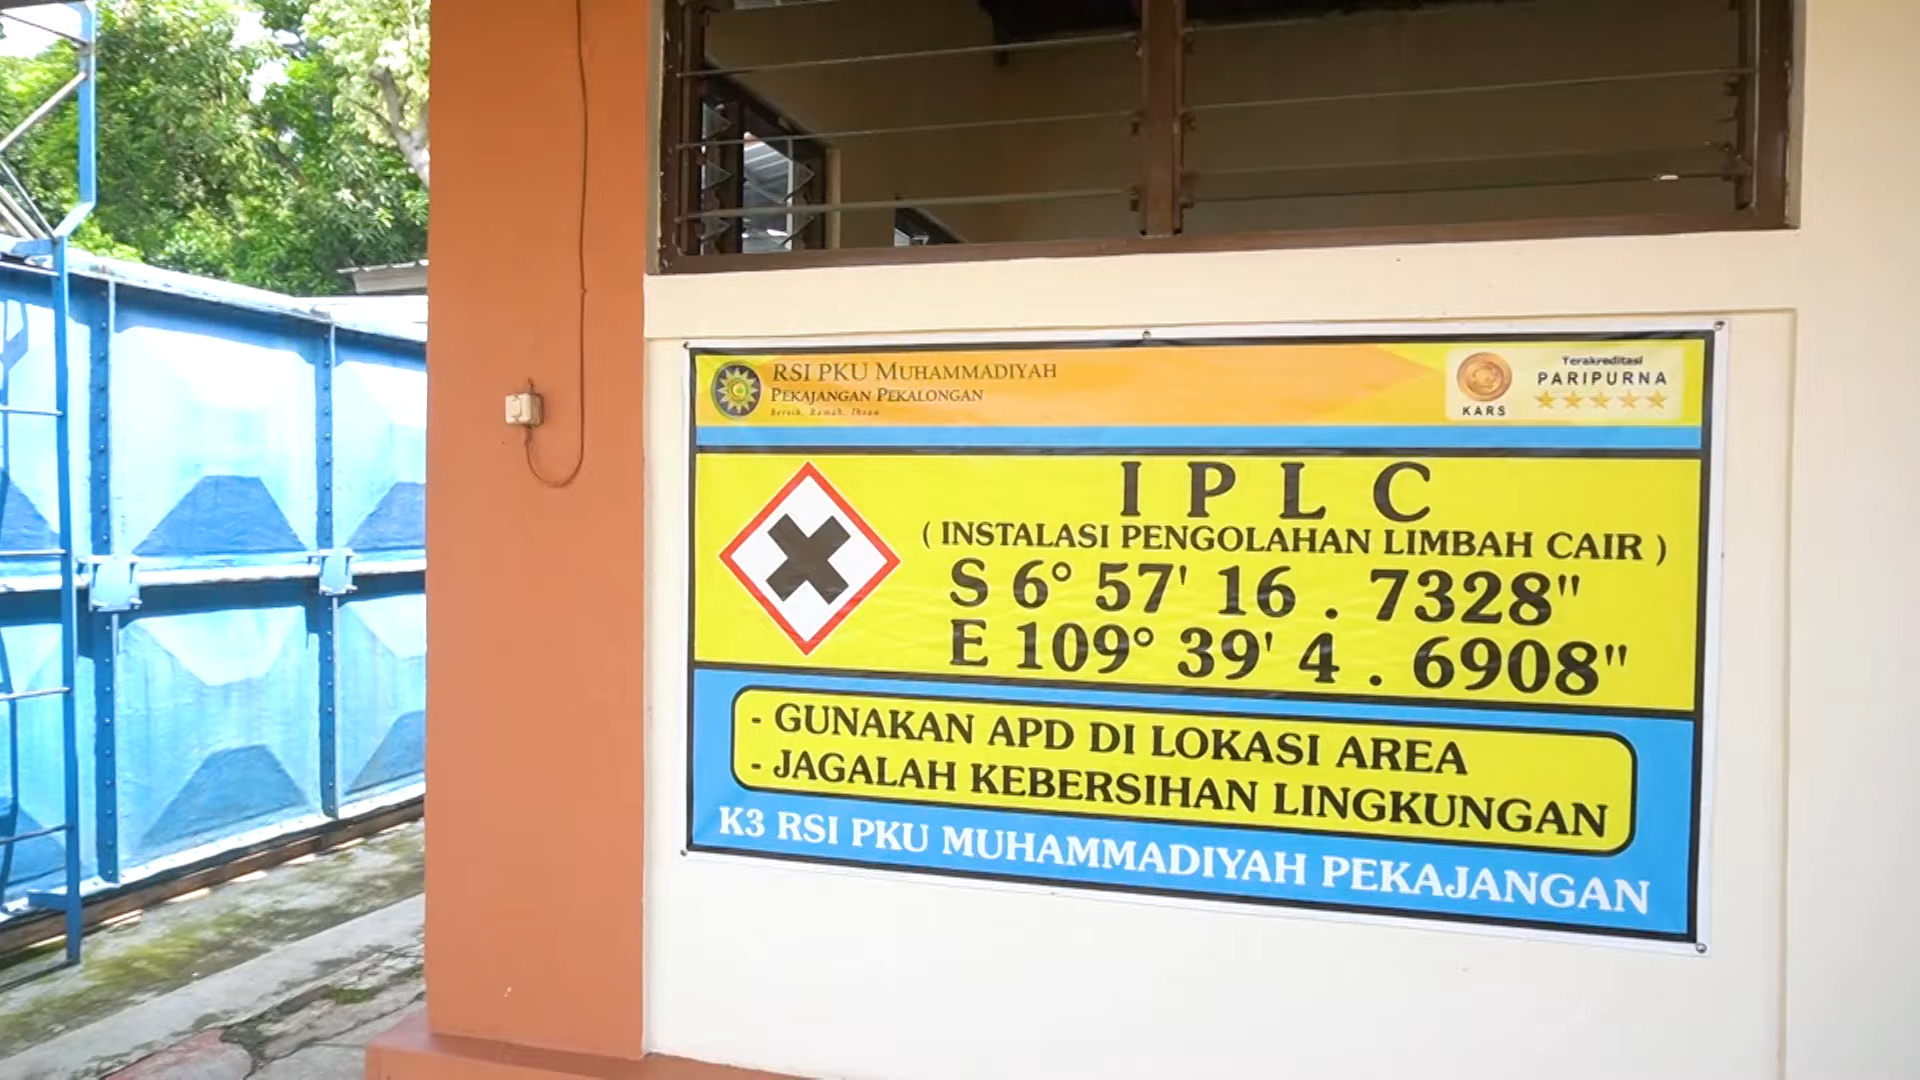 RSI PKU MUHAMMADIYAH
PEKAJANGAN PEKALONGAN
Bersih, Ramah, Ihsan
Terakreditasi
PARIPURNA
KARS
I P L C
( INSTALASI PENGOLAHAN LIMBAH CAIR )
S 6° 57' 16 . 7328"
E 109° 39' 4 . 6908"
- GUNAKAN APD DI LOKASI AREA
- JAGALAH KEBERSIHAN LINGKUNGAN
K3 RSI PKU MUHAMMADIYAH PEKAJANGAN